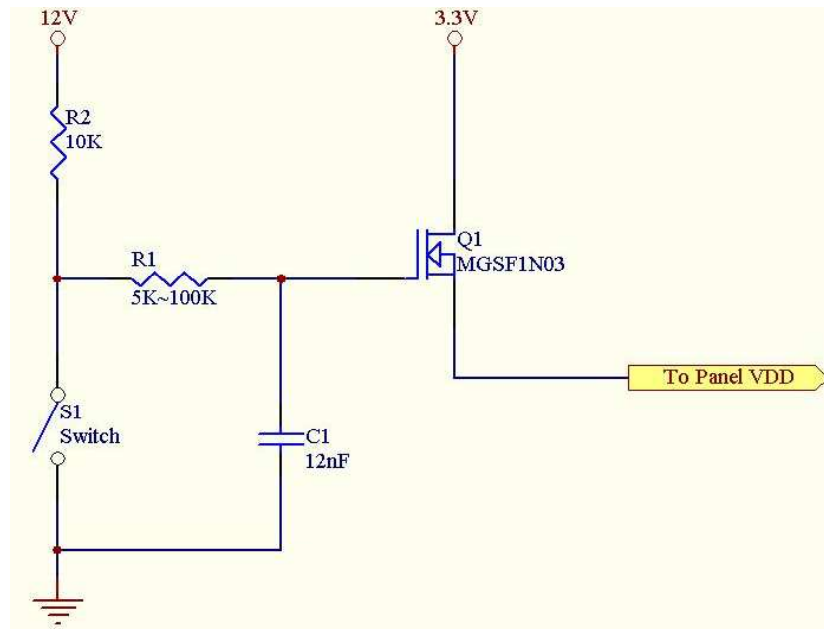 12V
3.3V
R2
10K
R1
5K~100K
Q1
MGSF1N03
To Panel VDD
S1
Switch
C1
12nF